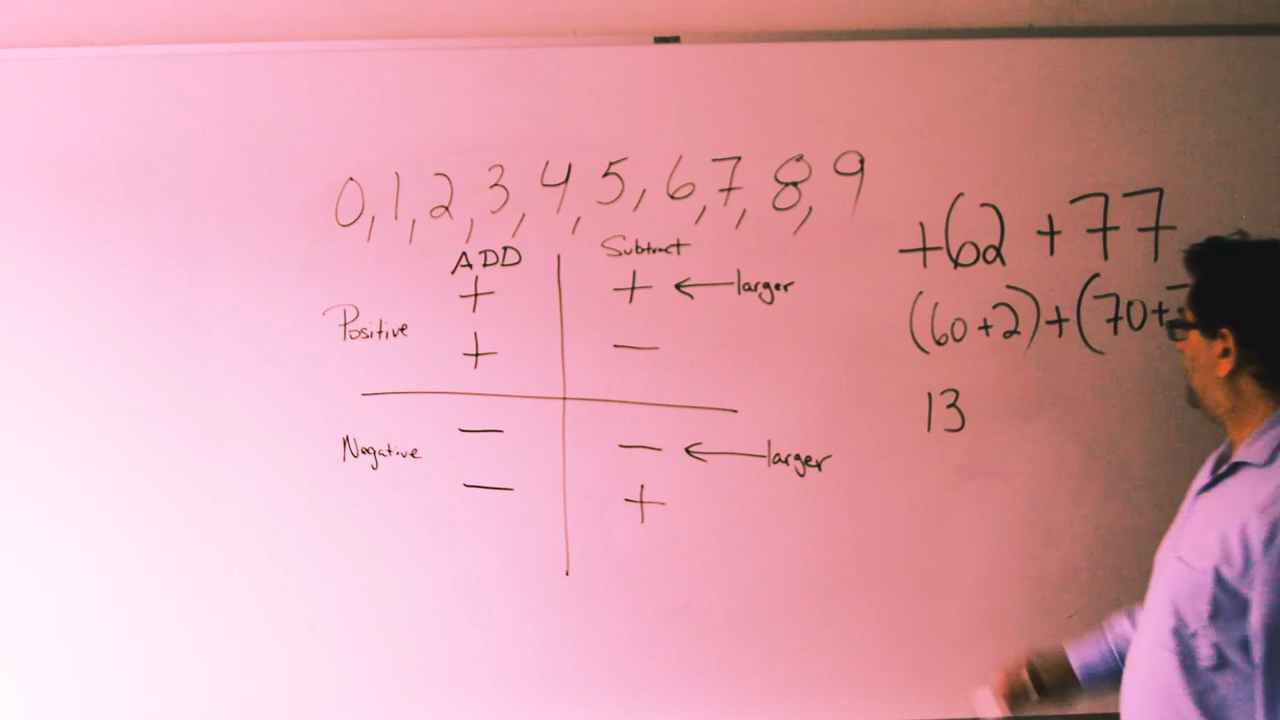 0, 1, 2, 3, 4, 5, 6, 7, 8, 9
ADD Subtract
Positive + + ← larger
+ −
Negative − − ← larger
− +
+62 +77
(60+2)+(70+
13